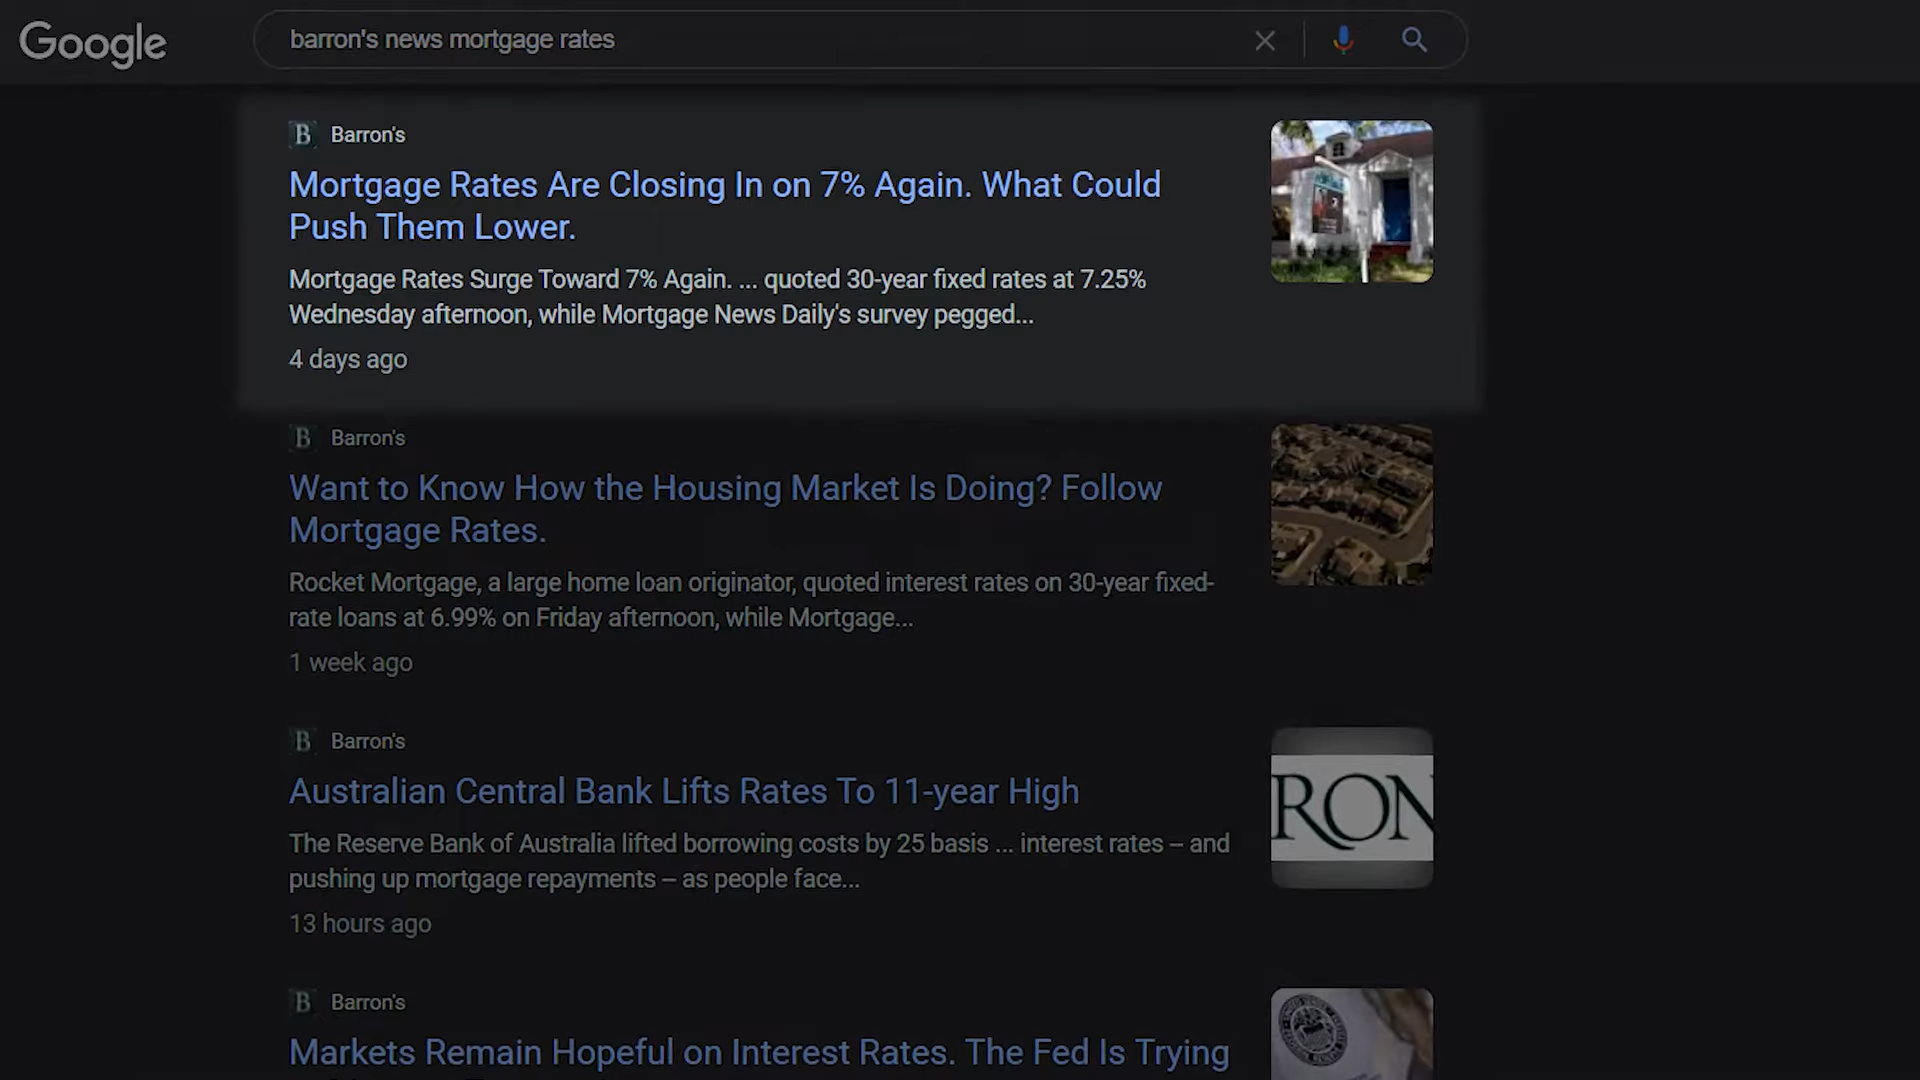 Google
barron's news mortgage rates
Barron's
Mortgage Rates Are Closing In on 7% Again. What Could
Push Them Lower.
Mortgage Rates Surge Toward 7% Again. ... quoted 30-year fixed rates at 7.25%
Wednesday afternoon, while Mortgage News Daily's survey pegged...
4 days ago
Barron's
Want to Know How the Housing Market Is Doing? Follow
Mortgage Rates.
Rocket Mortgage, a large home loan originator, quoted interest rates on 30-year fixed-
rate loans at 6.99% on Friday afternoon, while Mortgage...
1 week ago
Barron's
Australian Central Bank Lifts Rates To 11-year High
The Reserve Bank of Australia lifted borrowing costs by 25 basis ... interest rates – and
pushing up mortgage repayments – as people face...
13 hours ago
RON
Barron's
Markets Remain Hopeful on Interest Rates. The Fed Is Trying